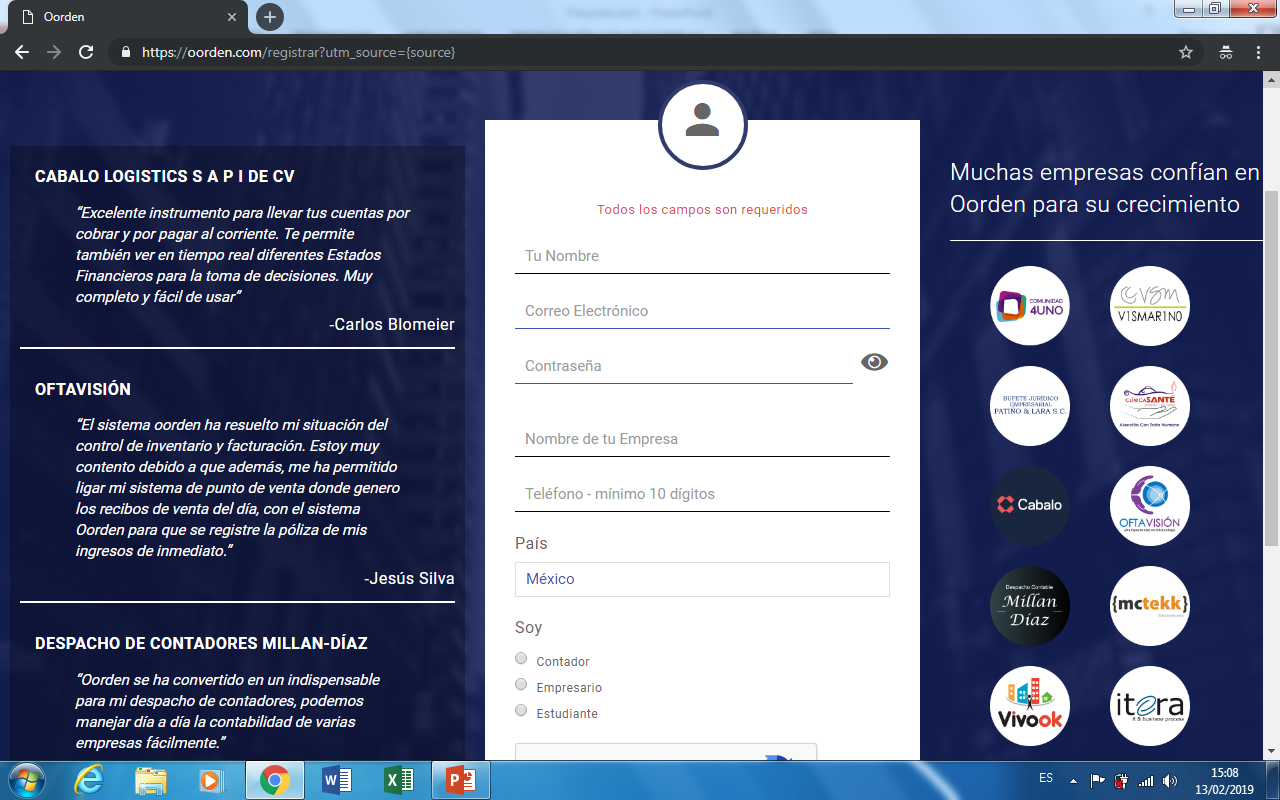 Oorden
https://oorden.com/registrar?utm_source={source}
CABALO LOGISTICS S A P I DE CV
“Excelente instrumento para llevar tus cuentas por
cobrar y por pagar al corriente. Te permite
también ver en tiempo real diferentes Estados
Financieros para la toma de decisiones. Muy
completo y fácil de usar”
-Carlos Blomeier
OFTAVISIÓN
“El sistema oorden ha resuelto mi situación del
control de inventario y facturación. Estoy muy
contento debido a que además, me ha permitido
ligar mi sistema de punto de venta donde genero
los recibos de venta del día, con el sistema
Oorden para que se registre la póliza de mis
ingresos de inmediato.”
-Jesús Silva
DESPACHO DE CONTADORES MILLAN-DÍAZ
“Oorden se ha convertido en un indispensable
para mi despacho de contadores, podemos
manejar día a día la contabilidad de varias
empresas fácilmente.”
Todos los campos son requeridos
Tu Nombre
Correo Electrónico
Contraseña
Nombre de tu Empresa
Teléfono - mínimo 10 dígitos
País
México
Soy
Contador
Empresario
Estudiante
Muchas empresas confían en
Oorden para su crecimiento
COMUNIDAD
4UNO
VISMARINO
BUFETE JURÍDICO
EMPRESARIAL
PATIÑO & LARA S.C.
CLÍNICA SANTÉ
Atención Con Trato Humano
Cabalo
OFTAVISIÓN
Despacho Contable
Millan
Díaz
{mctekk}
Vivook
itera
it & business process
ES
15:08
13/02/2019